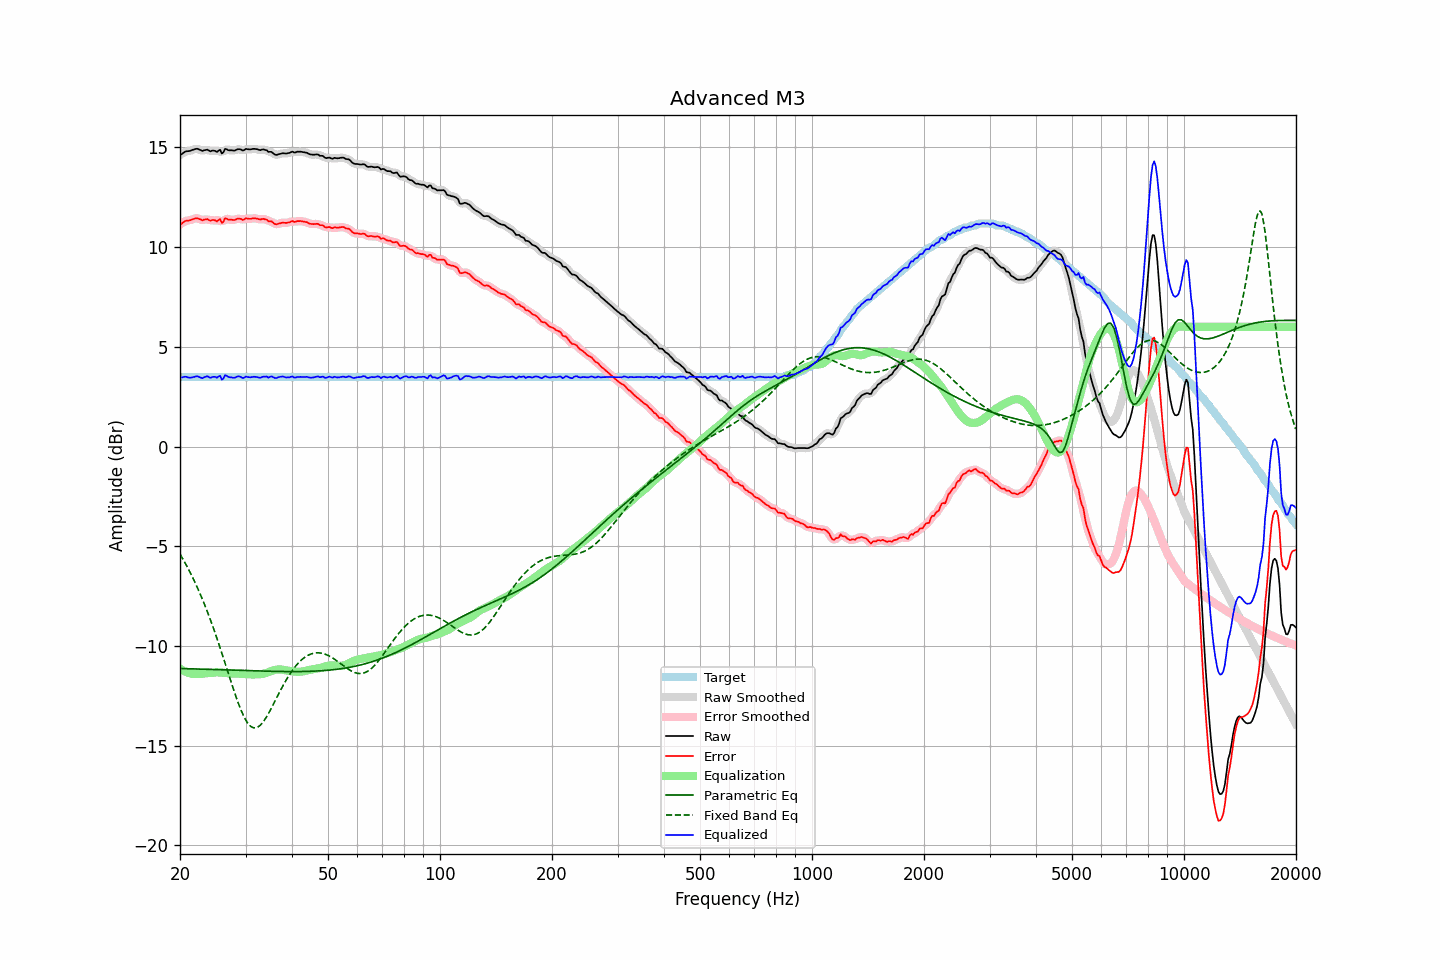 Advanced M3
15
10
5
0
−5
−10
−15
−20
Amplitude (dBr)
Target
Raw Smoothed
Error Smoothed
Raw
Error
Equalization
Parametric Eq
Fixed Band Eq
Equalized
20
50
100
200
500
1000
2000
5000
10000
20000
Frequency (Hz)